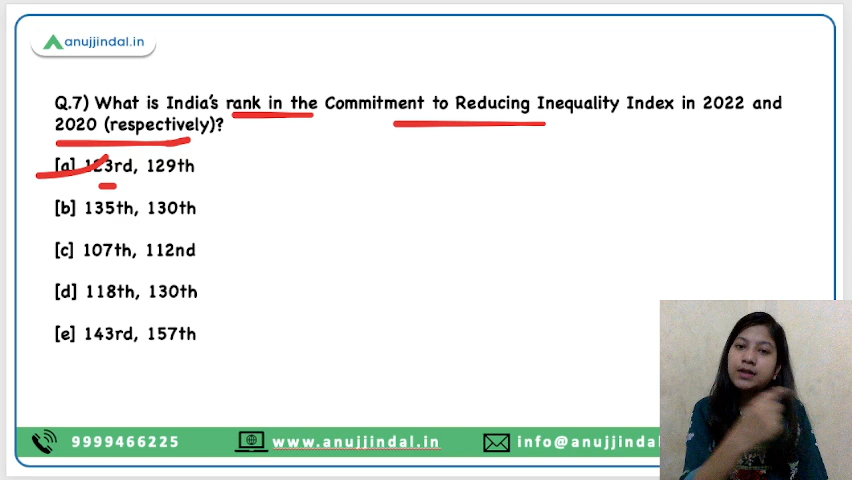 anujjindal.in
Q.7) What is India's rank in the Commitment to Reducing Inequality Index in 2022 and
2020 (respectively)?
[a] 123rd, 129th
[b] 135th, 130th
[c] 107th, 112nd
[d] 118th, 130th
[e] 143rd, 157th
9999466225 www.anujjindal.in info@anujjindal